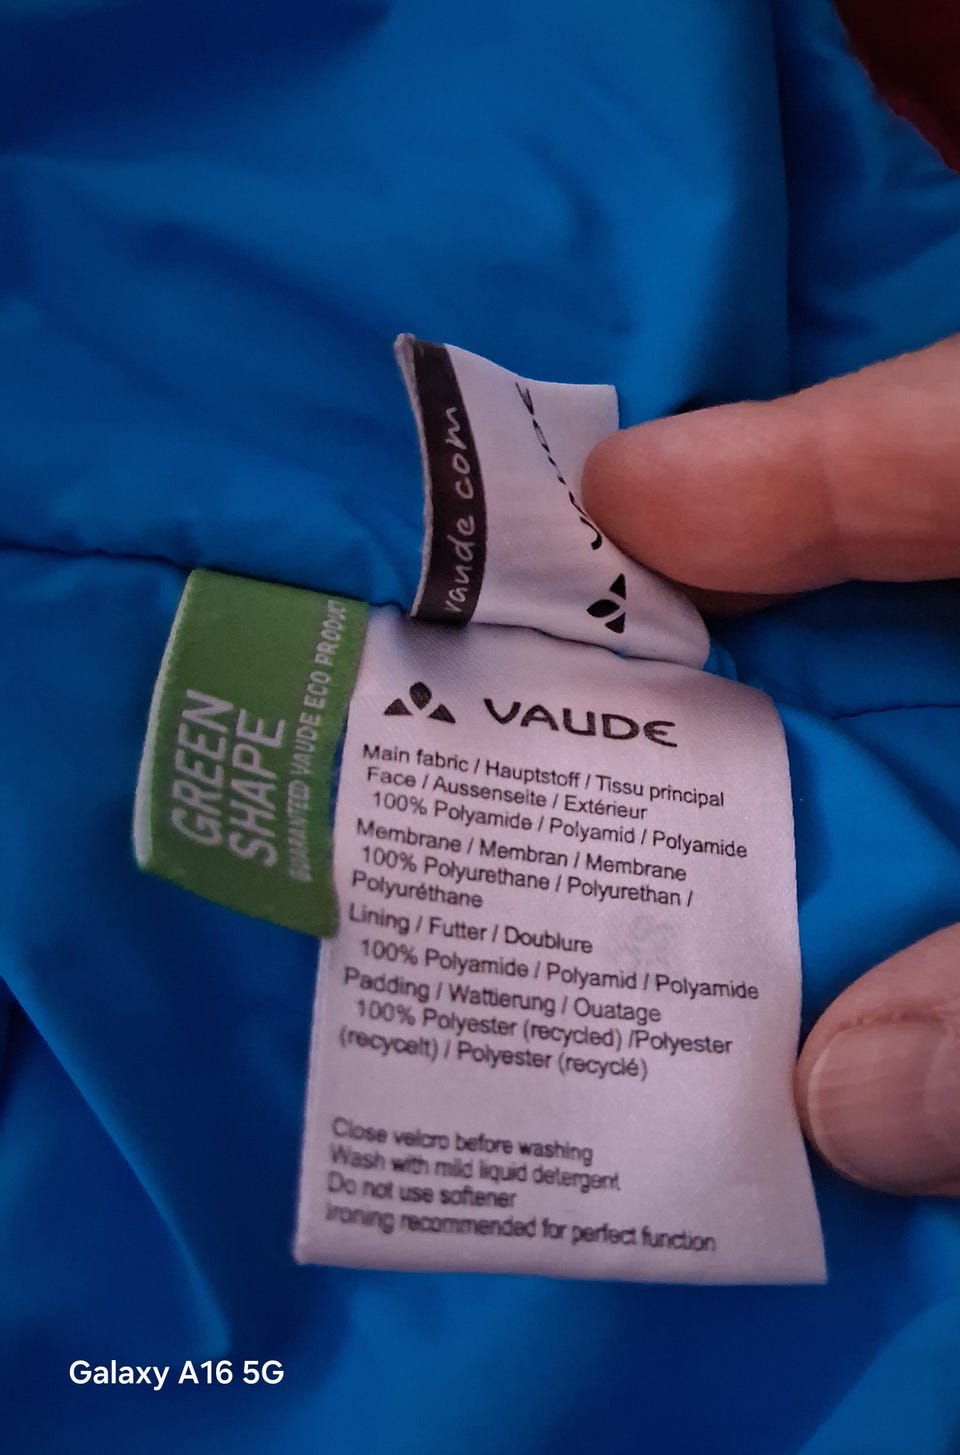 vaude com
GREEN
SHAPE
GUARANTEED VAUDE ECO PRODUCT
VAUDE
Main fabric / Hauptstoff / Tissu principal
Face / Aussenseite / Extérieur
100% Polyamide / Polyamid / Polyamide
Membrane / Membran / Membrane
100% Polyurethane / Polyurethan /
Polyuréthane
Lining / Futter / Doublure
100% Polyamide / Polyamid / Polyamide
Padding / Wattierung / Ouatage
100% Polyester (recycled) /Polyester
(recycelt) / Polyester (recyclé)
Close velcro before washing
Wash with mild liquid detergent
Do not use softener
Ironing recommended for perfect function
Galaxy A16 5G